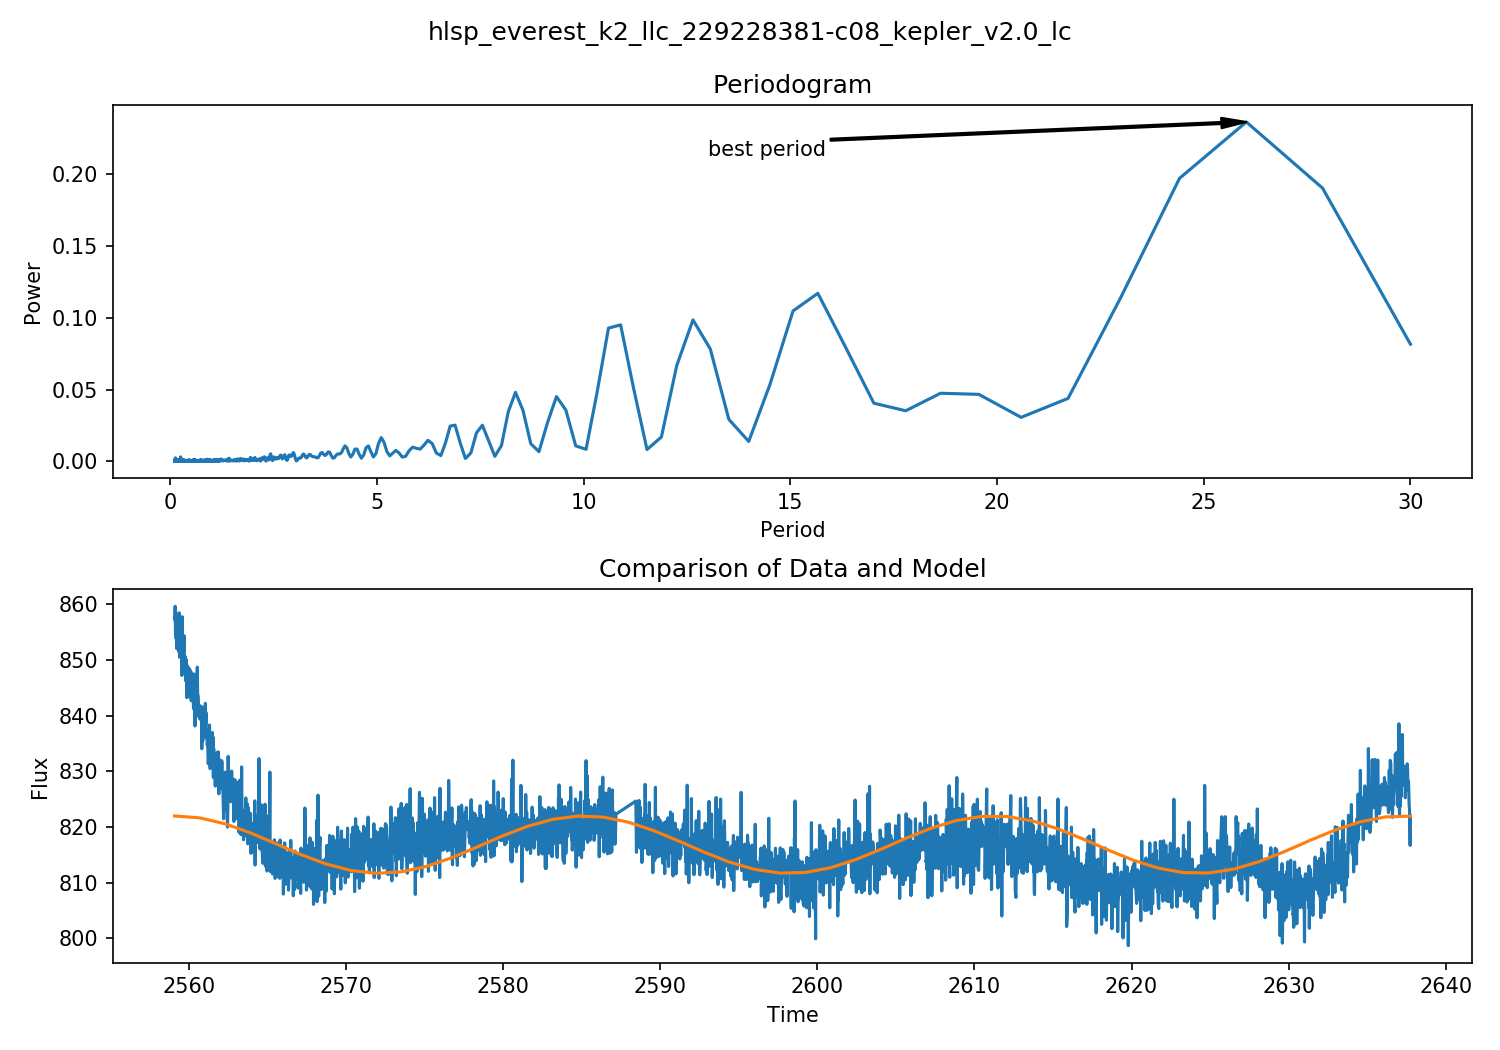 hlsp_everest_k2_llc_229228381-c08_kepler_v2.0_lc
Periodogram
best period
0.20
0.15
0.10
0.05
0.00
Power
0 5 10 15 20 25 30
Period
Comparison of Data and Model
860
850
840
830
820
810
800
Flux
2560 2570 2580 2590 2600 2610 2620 2630 2640
Time